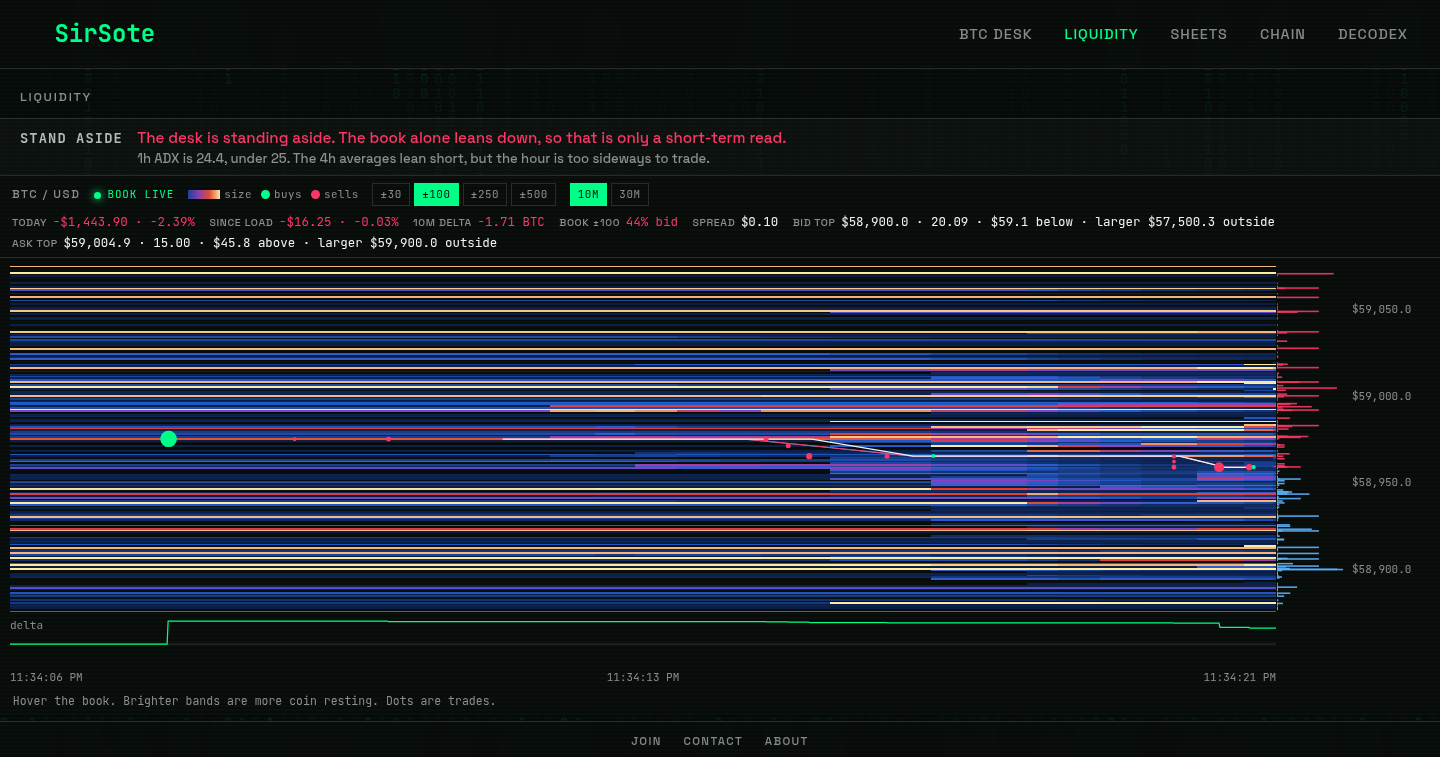 SirSote
BTC DESK LIQUIDITY SHEETS CHAIN DECODEX
LIQUIDITY
STAND ASIDE The desk is standing aside. The book alone leans down, so that is only a short-term read.
1h ADX is 24.4, under 25. The 4h averages lean short, but the hour is too sideways to trade.
BTC / USD BOOK LIVE size buys sells ±30 ±100 ±250 ±500 10M 30M
TODAY -$1,443.90 · -2.39% SINCE LOAD -$16.25 · -0.03% 10M DELTA -1.71 BTC BOOK ±100 44% bid SPREAD $0.10 BID TOP $58,900.0 · 20.09 · $59.1 below · larger $57,500.3 outside
ASK TOP $59,004.9 · 15.00 · $45.8 above · larger $59,900.0 outside
$59,050.0
$59,000.0
$58,950.0
$58,900.0
delta
11:34:06 PM 11:34:13 PM 11:34:21 PM
Hover the book. Brighter bands are more coin resting. Dots are trades.
JOIN CONTACT ABOUT